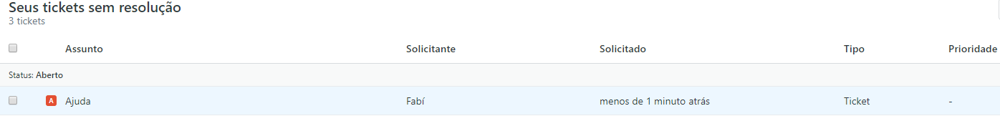 Seus tickets sem resolução
3 tickets
Assunto Solicitante Solicitado Tipo Prioridade
Status: Aberto
A Ajuda Fabí menos de 1 minuto atrás Ticket -